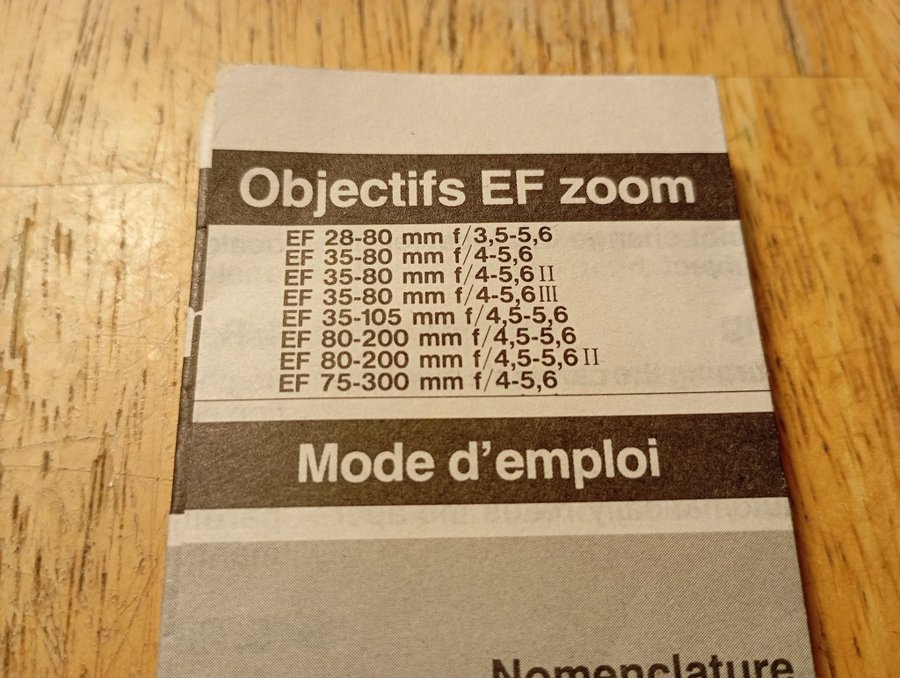 Objectifs EF zoom
EF 28-80 mm f/3,5-5,6
EF 35-80 mm f/4-5,6
EF 35-80 mm f/4-5,6 II
EF 35-80 mm f/4-5,6 III
EF 35-105 mm f/4,5-5,6
EF 80-200 mm f/4,5-5,6
EF 80-200 mm f/4,5-5,6 II
EF 75-300 mm f/4-5,6
Mode d'emploi
Nomenclature